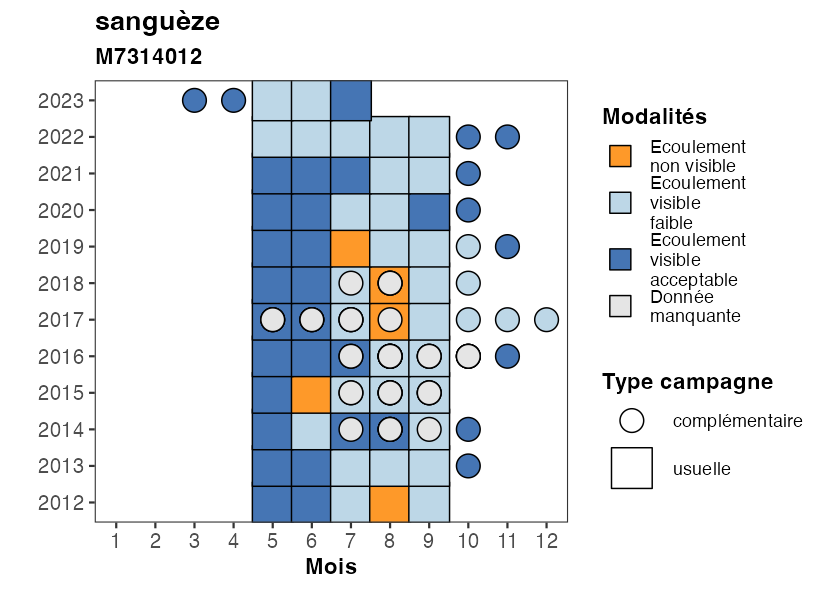 sanguèze
M7314012
2023
2022
2021
2020
2019
2018
2017
2016
2015
2014
2013
2012
1 2 3 4 5 6 7 8 9 10 11 12
Mois
Modalités
Ecoulement
non visible
Ecoulement
visible
faible
Ecoulement
visible
acceptable
Donnée
manquante
Type campagne
complémentaire
usuelle